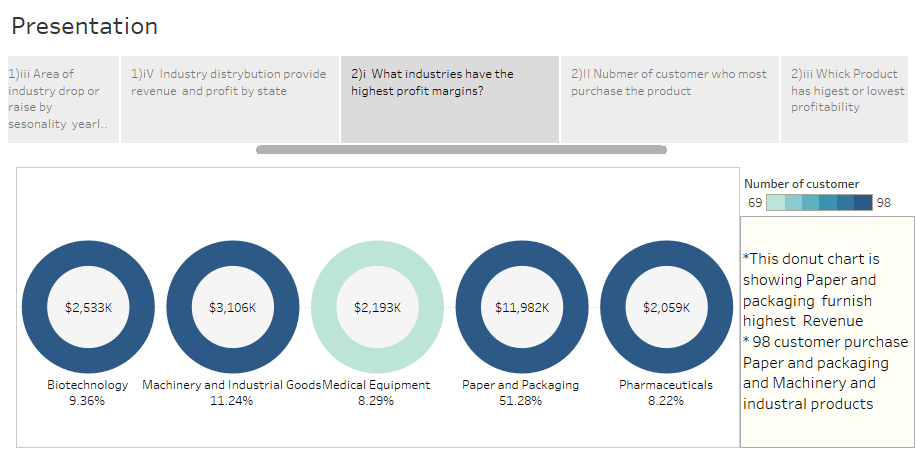 Presentation
1)iii Area of
industry drop or
raise by
sesonality yearl..
1)iV Industry distrybution provide
revenue and profit by state
2)i What industries have the
highest profit margins?
2)II Nubmer of customer who most
purchase the product
2)iii Whick Product
has higest or lowest
profitability
Number of customer
69 98
$2,533K $3,106K $2,193K $11,982K $2,059K
Biotechnology Machinery and Industrial Goods Medical Equipment Paper and Packaging Pharmaceuticals
9.36% 11.24% 8.29% 51.28% 8.22%
*This donut chart is
showing Paper and
packaging furnish
highest Revenue
* 98 customer purchase
Paper and packaging
and Machinery and
industral products